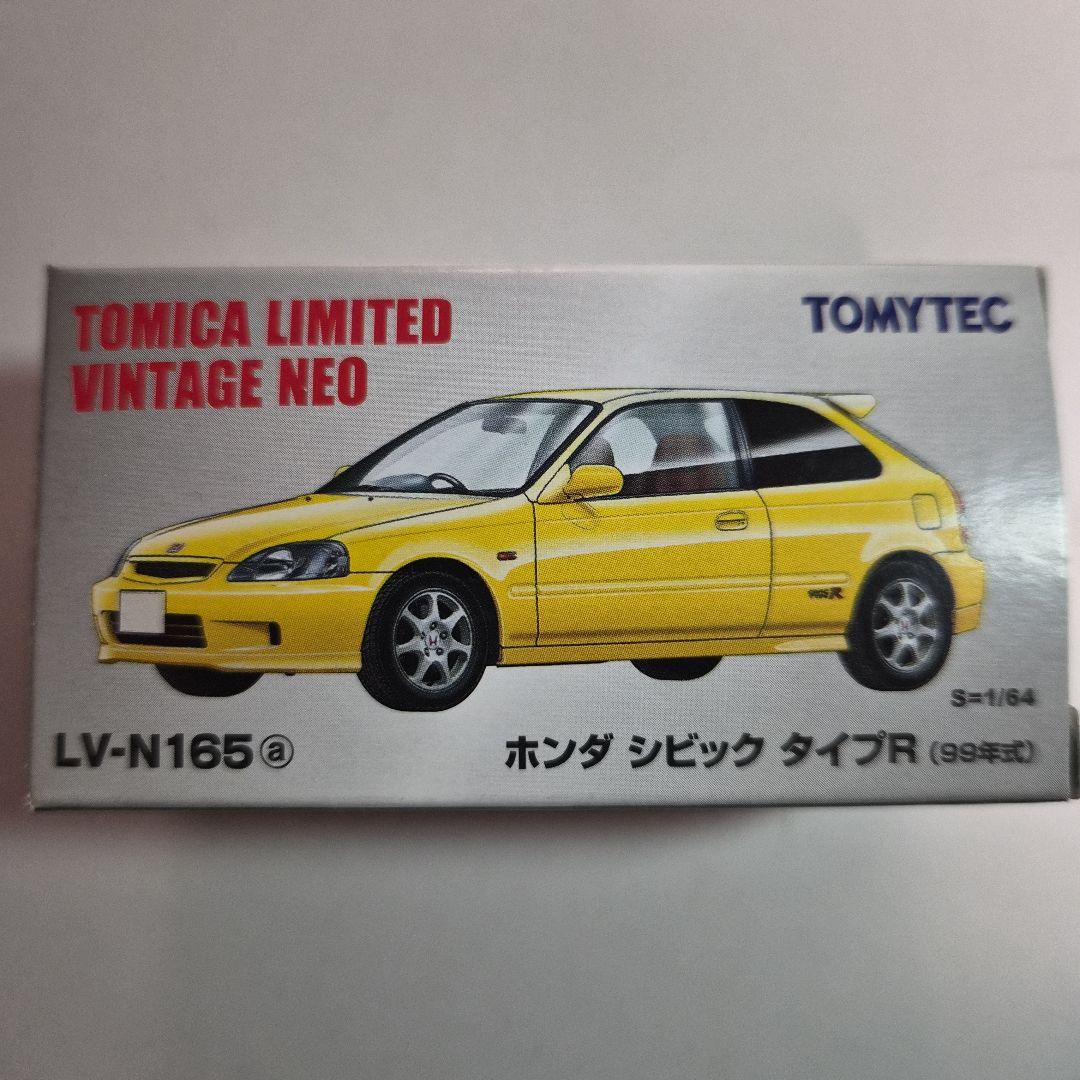 TOMICA LIMITED
VINTAGE NEO
TOMYTEC
TYPE R
S=1/64
LV-N165ⓐ
ホンダ シビック タイプR (99年式)